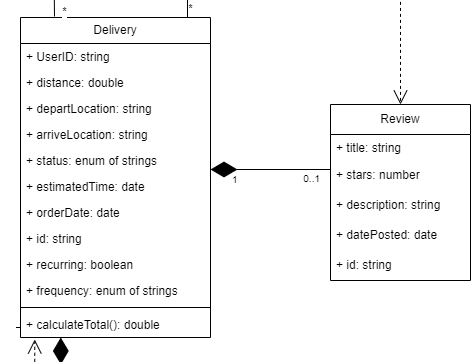 *
*
Delivery
+ UserID: string
+ distance: double
+ departLocation: string
+ arriveLocation: string
+ status: enum of strings
+ estimatedTime: date
+ orderDate: date
+ id: string
+ recurring: boolean
+ frequency: enum of strings
+ calculateTotal(): double
1
0..1
Review
+ title: string
+ stars: number
+ description: string
+ datePosted: date
+ id: string